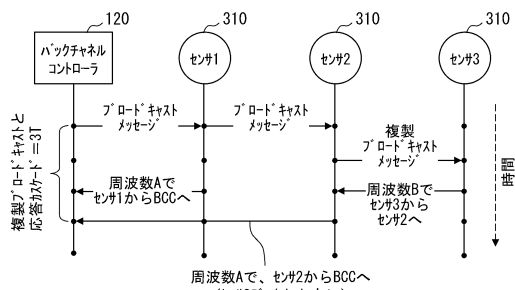 120
310
310
310
バックチャネル
コントローラ
センサ1
センサ2
センサ3
ブロードキャスト
メッセージ
ブロードキャスト
メッセージ
複製
ブロードキャスト
メッセージ
複製ブロードキャストと
応答カスケード=3T
時間
周波数Aで
センサ1からBCCへ
周波数Bで
センサ3から
センサ2へ
周波数Aで、センサ2からBCCへ